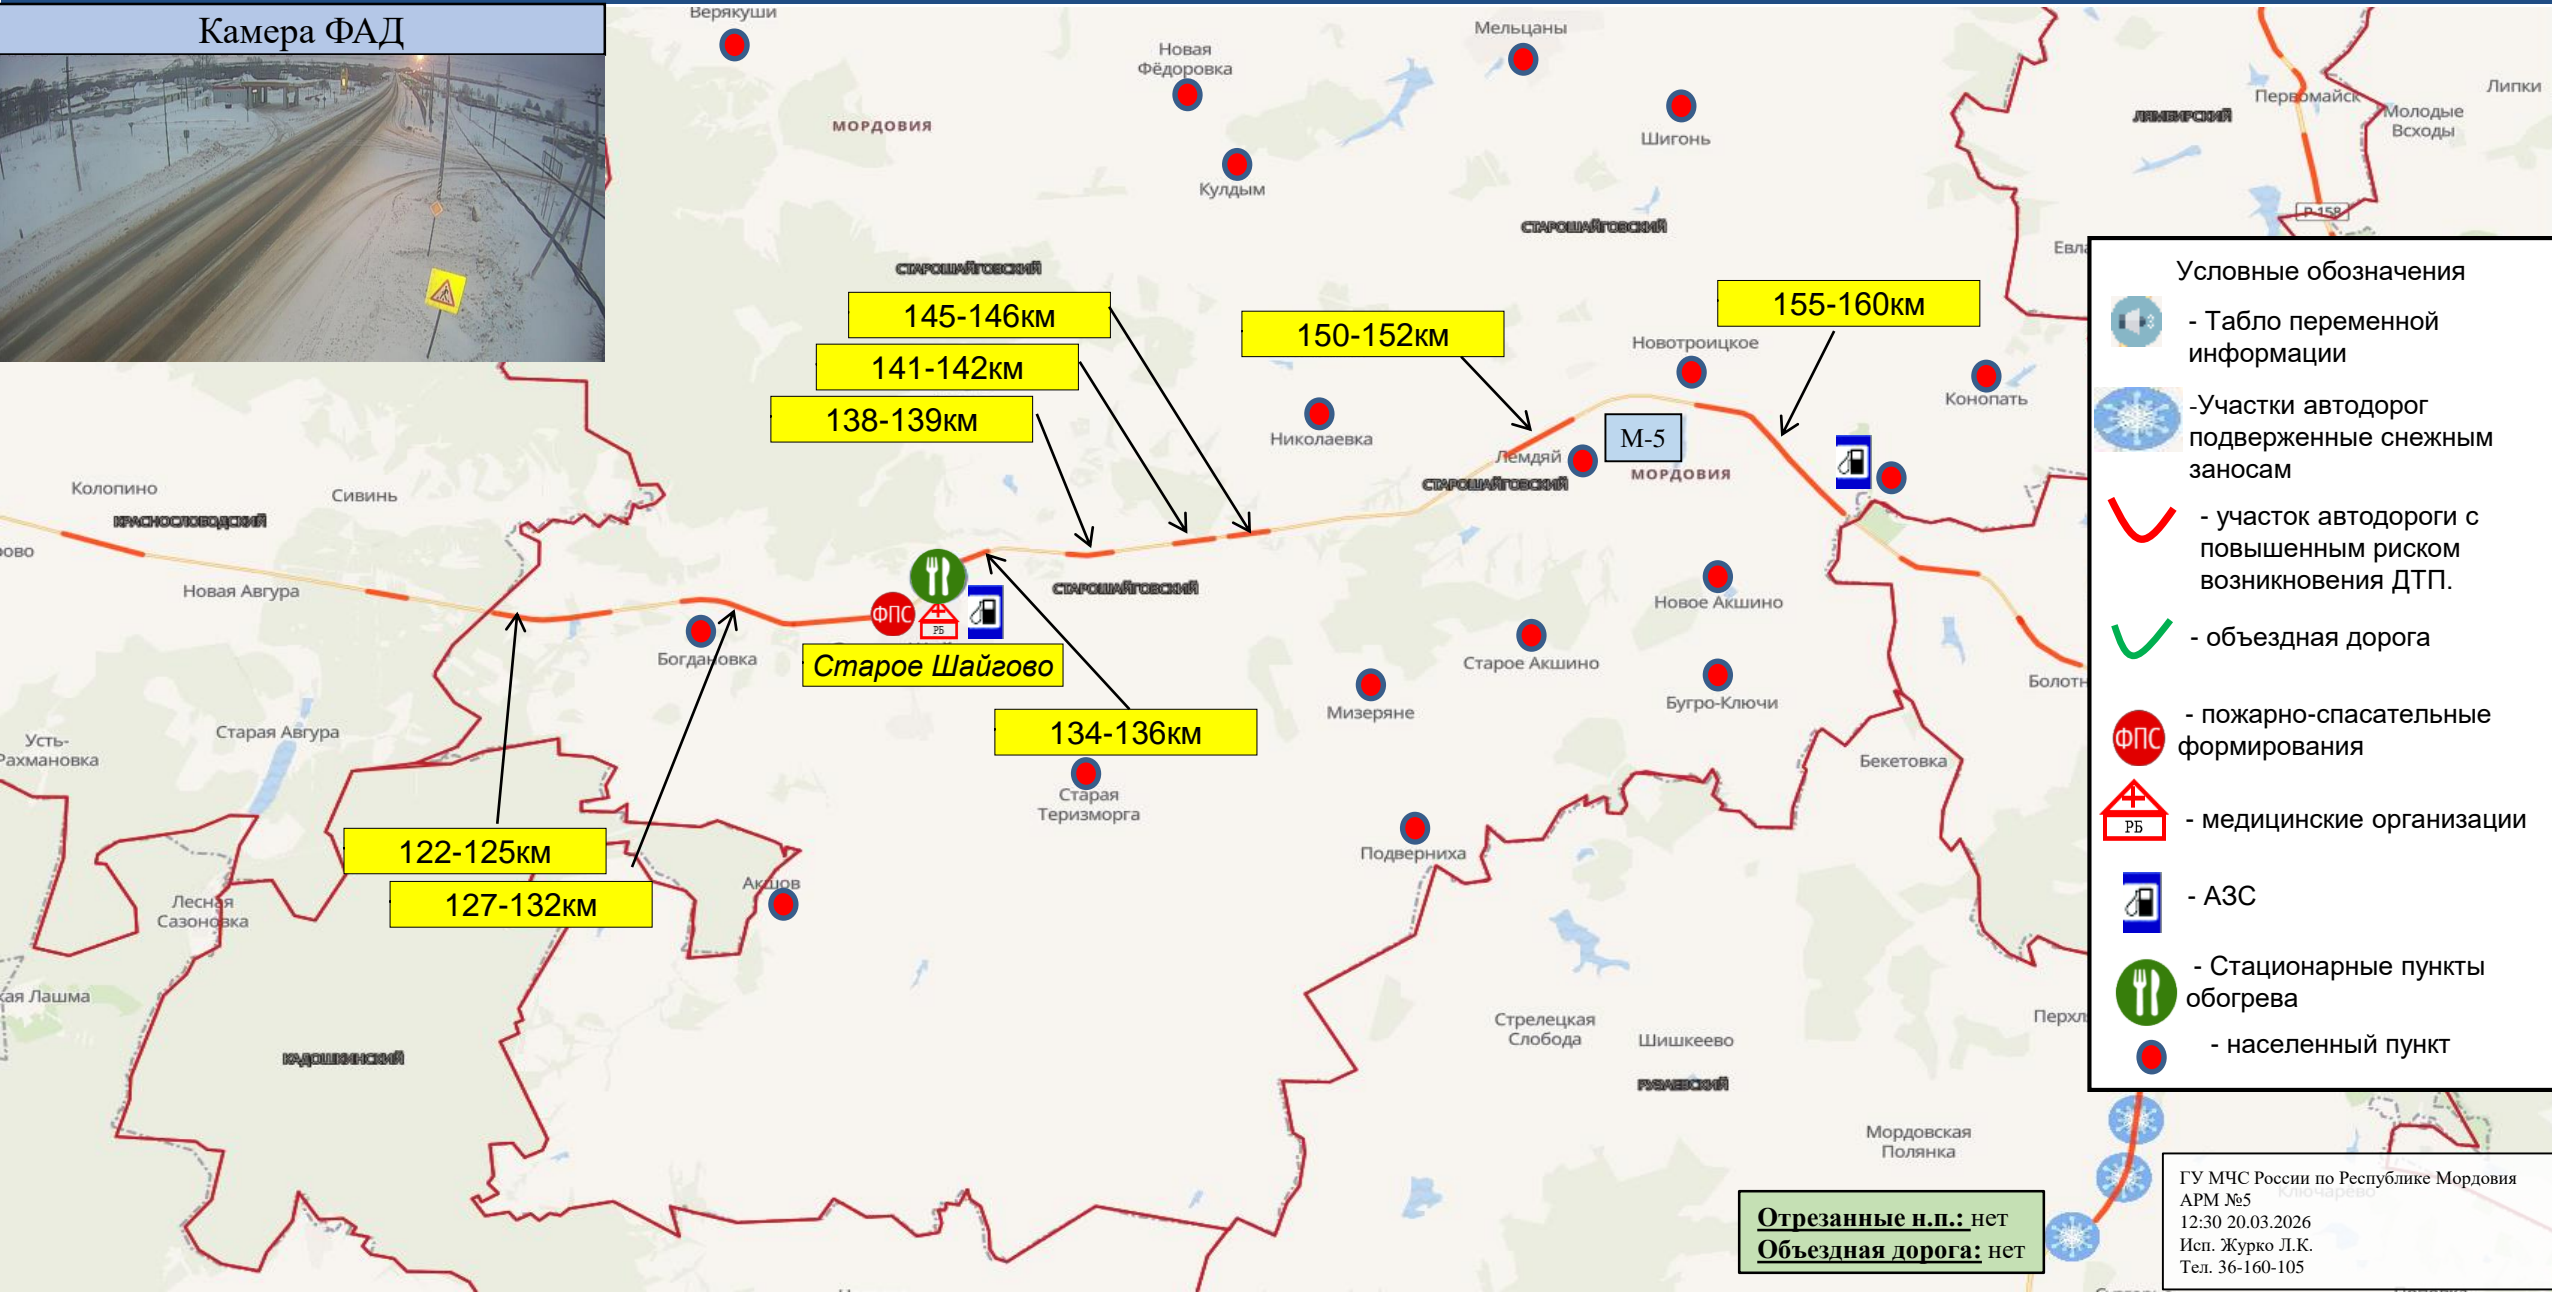 Камера ФАД
Верякуши
Новая
Фёдоровка
Мельцаны
МОРДОВИЯ
Кулдым
Шигонь
ЛЯМБИРСКИЙ
Первомайск
Молодые
Всходы
Липки
Р-158
СТАРОШАЙГОВСКИЙ
СТАРОШАЙГОВСКИЙ
145-146км
141-142км
138-139км
150-152км
155-160км
Новотроицкое
Николаевка
Лемдяй
М-5
МОРДОВИЯ
СТАРОШАЙГОВСКИЙ
Конопать
Колопино
Сивинь
КРАСНОСЛОБОДСКИЙ
Новая Авгура
Богдановка
ФПС
РБ
Старое Шайгово
СТАРОШАЙГОВСКИЙ
134-136км
Новое Акшино
Старое Акшино
Мизеряне
Бугро-Ключи
Бекетовка
Старая Авгура
Усть-
Рахмановка
Старая
Теризморга
Подверниха
122-125км
127-132км
Акшов
Лесная
Сазоновка
КАДОШКИНСКИЙ
Стрелецкая
Слобода
Шишкеево
РУЗАЕВСКИЙ
Мордовская
Полянка
Условные обозначения
- Табло переменной
информации
-Участки автодорог
подверженные снежным
заносам
- участок автодороги с
повышенным риском
возникновения ДТП.
- объездная дорога
ФПС
- пожарно-спасательные
формирования
РБ
- медицинские организации
- АЗС
- Стационарные пункты
обогрева
- населенный пункт
Отрезанные н.п.: нет
Объездная дорога: нет
ГУ МЧС России по Республике Мордовия
АРМ №5
12:30 20.03.2026
Исп. Журко Л.К.
Тел. 36-160-105
Ключарево